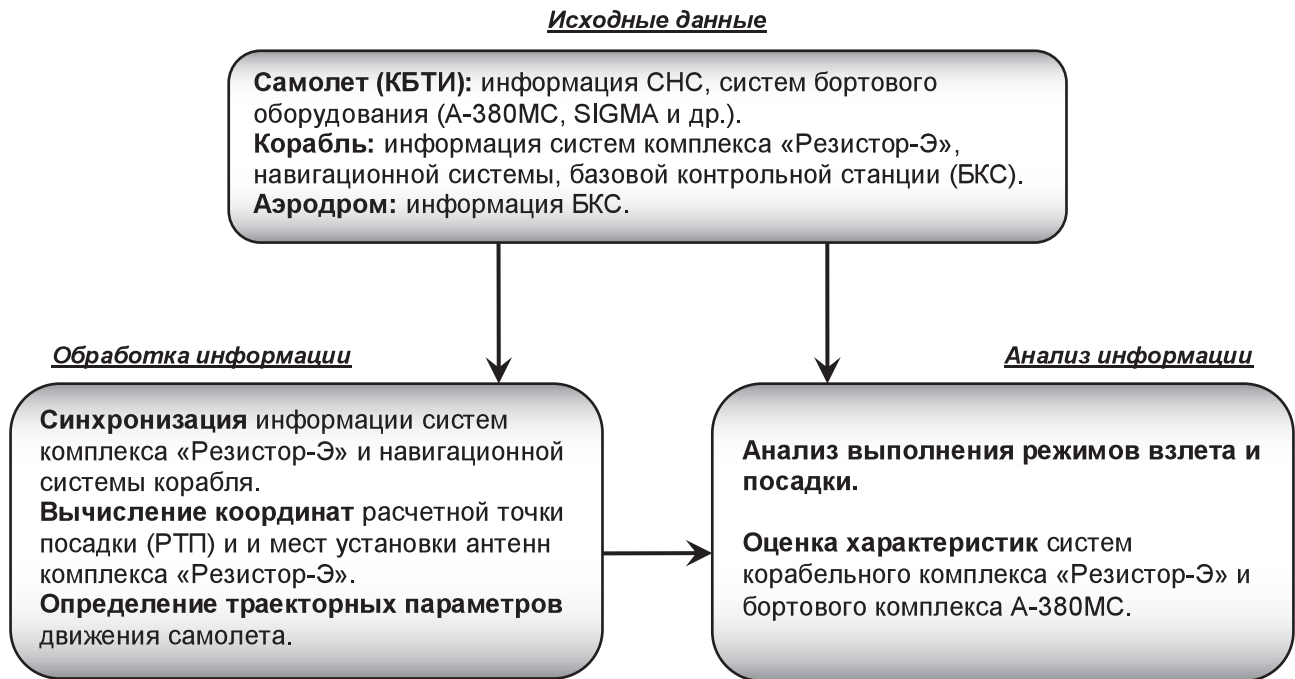 Исходные данные
Самолет (КБТИ): информация СНС, систем бортового
оборудования (А-380МС, SIGMA и др.).
Корабль: информация систем комплекса «Резистор-Э»,
навигационной системы, базовой контрольной станции (БКС).
Аэродром: информация БКС.
Обработка информации
Синхронизация информации систем
комплекса «Резистор-Э» и навигационной
системы корабля.
Вычисление координат расчетной точки
посадки (РТП) и и мест установки антенн
комплекса «Резистор-Э».
Определение траекторных параметров
движения самолета.
Анализ информации
Анализ выполнения режимов взлета и
посадки.
Оценка характеристик систем
корабельного комплекса «Резистор-Э» и
бортового комплекса А-380МС.